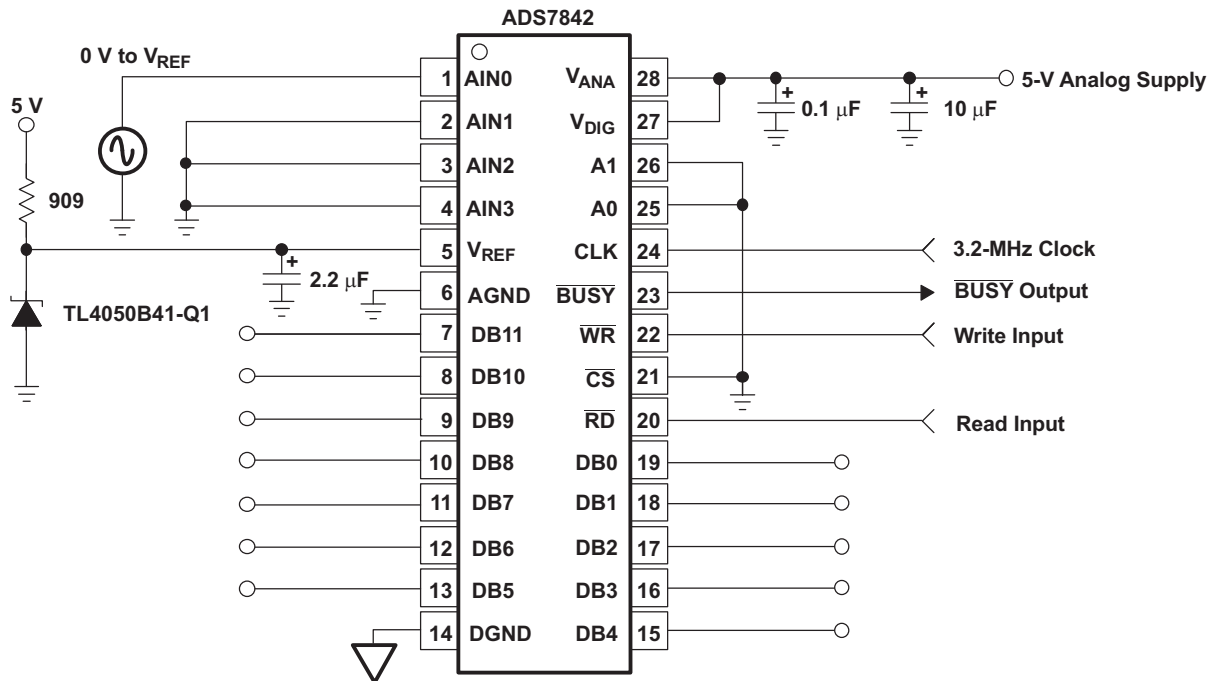 ADS7842
0 V to VREF
5 V
909
TL4050B41-Q1
+
2.2 μF
1 AIN0
2 AIN1
3 AIN2
4 AIN3
5 VREF
6 AGND
7 DB11
8 DB10
9 DB9
10 DB8
11 DB7
12 DB6
13 DB5
14 DGND
VANA 28
VDIG 27
A1 26
A0 25
CLK 24
BUSY 23
WR 22
CS 21
RD 20
DB0 19
DB1 18
DB2 17
DB3 16
DB4 15
+
0.1 μF
+
10 μF
5-V Analog Supply
3.2-MHz Clock
BUSY Output
Write Input
Read Input